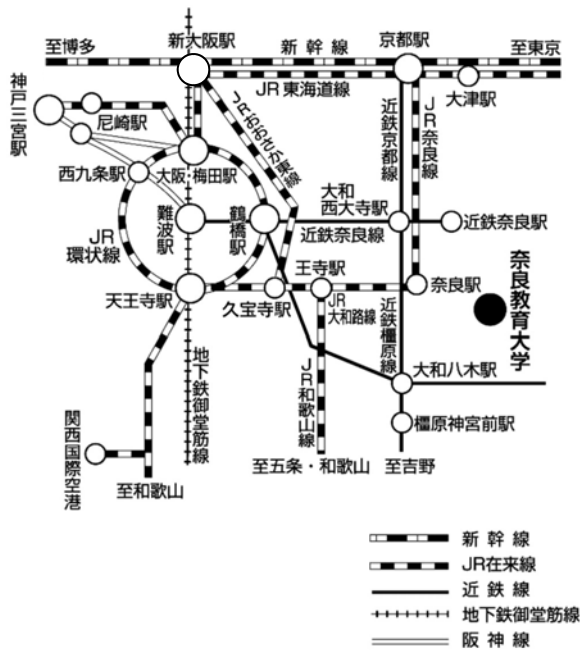 至博多
新大阪駅
新幹線
京都駅
至東京
JR東海道線
大津駅
神戸三宮駅
尼崎駅
JRおおさか東線
近鉄京都線
JR奈良線
西九条駅
大阪・梅田駅
大和
西大寺駅
難波駅
鶴橋駅
近鉄奈良線
近鉄奈良駅
JR
環状線
天王寺駅
久宝寺駅
王寺駅
JR
大和路線
奈良駅
奈良教育大学
近鉄橿原線
地下鉄御堂筋線
JR和歌山線
大和八木駅
橿原神宮前駅
関西国際空港
至和歌山
至五条・和歌山
至吉野
新幹線
JR在来線
近鉄線
地下鉄御堂筋線
阪神線